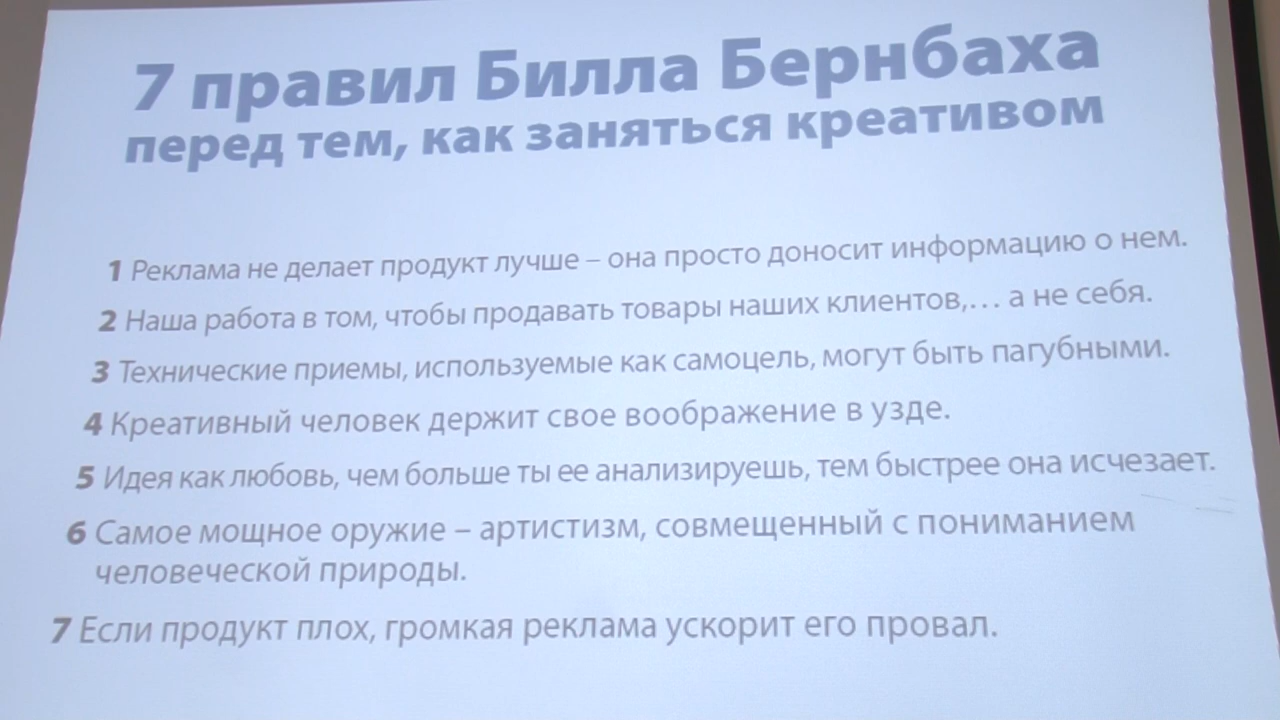 7 правил Билла Бернбаха
перед тем, как заняться креативом
1 Реклама не делает продукт лучше – она просто доносит информацию о нем.
2 Наша работа в том, чтобы продавать товары наших клиентов,… а не себя.
3 Технические приемы, используемые как самоцель, могут быть пагубными.
4 Креативный человек держит свое воображение в узде.
5 Идея как любовь, чем больше ты ее анализируешь, тем быстрее она исчезает.
6 Самое мощное оружие – артистизм, совмещенный с пониманием
человеческой природы.
7 Если продукт плох, громкая реклама ускорит его провал.